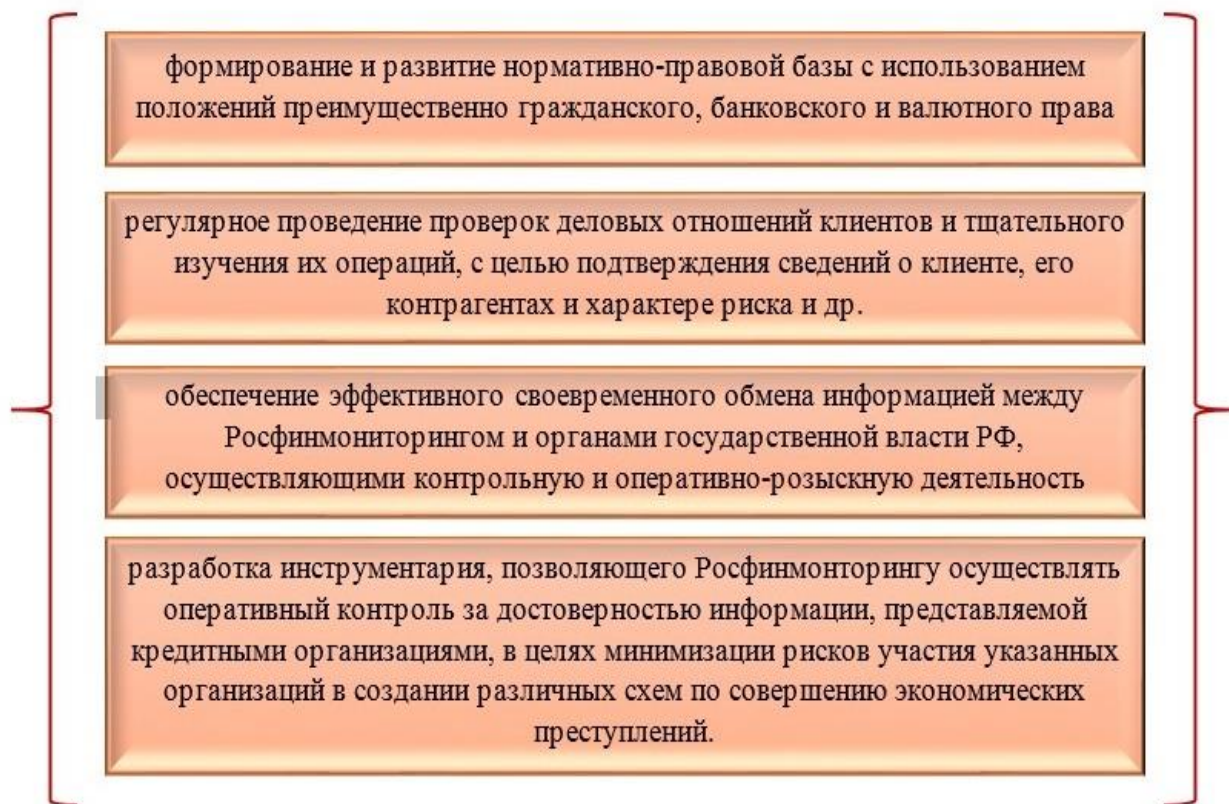 формирование и развитие нормативно-правовой базы с использованием
положений преимущественно гражданского, банковского и валютного права
регулярное проведение проверок деловых отношений клиентов и тщательного
изучения их операций, с целью подтверждения сведений о клиенте, его
контрагентах и характере риска и др.
обеспечение эффективного своевременного обмена информацией между
Росфинмониторингом и органами государственной власти РФ,
осуществляющими контрольную и оперативно-розыскную деятельность
разработка инструментария, позволяющего Росфинмонторингу осуществлять
оперативный контроль за достоверностью информации, представляемой
кредитными организациями, в целях минимизации рисков участия указанных
организаций в создании различных схем по совершению экономических
преступлений.